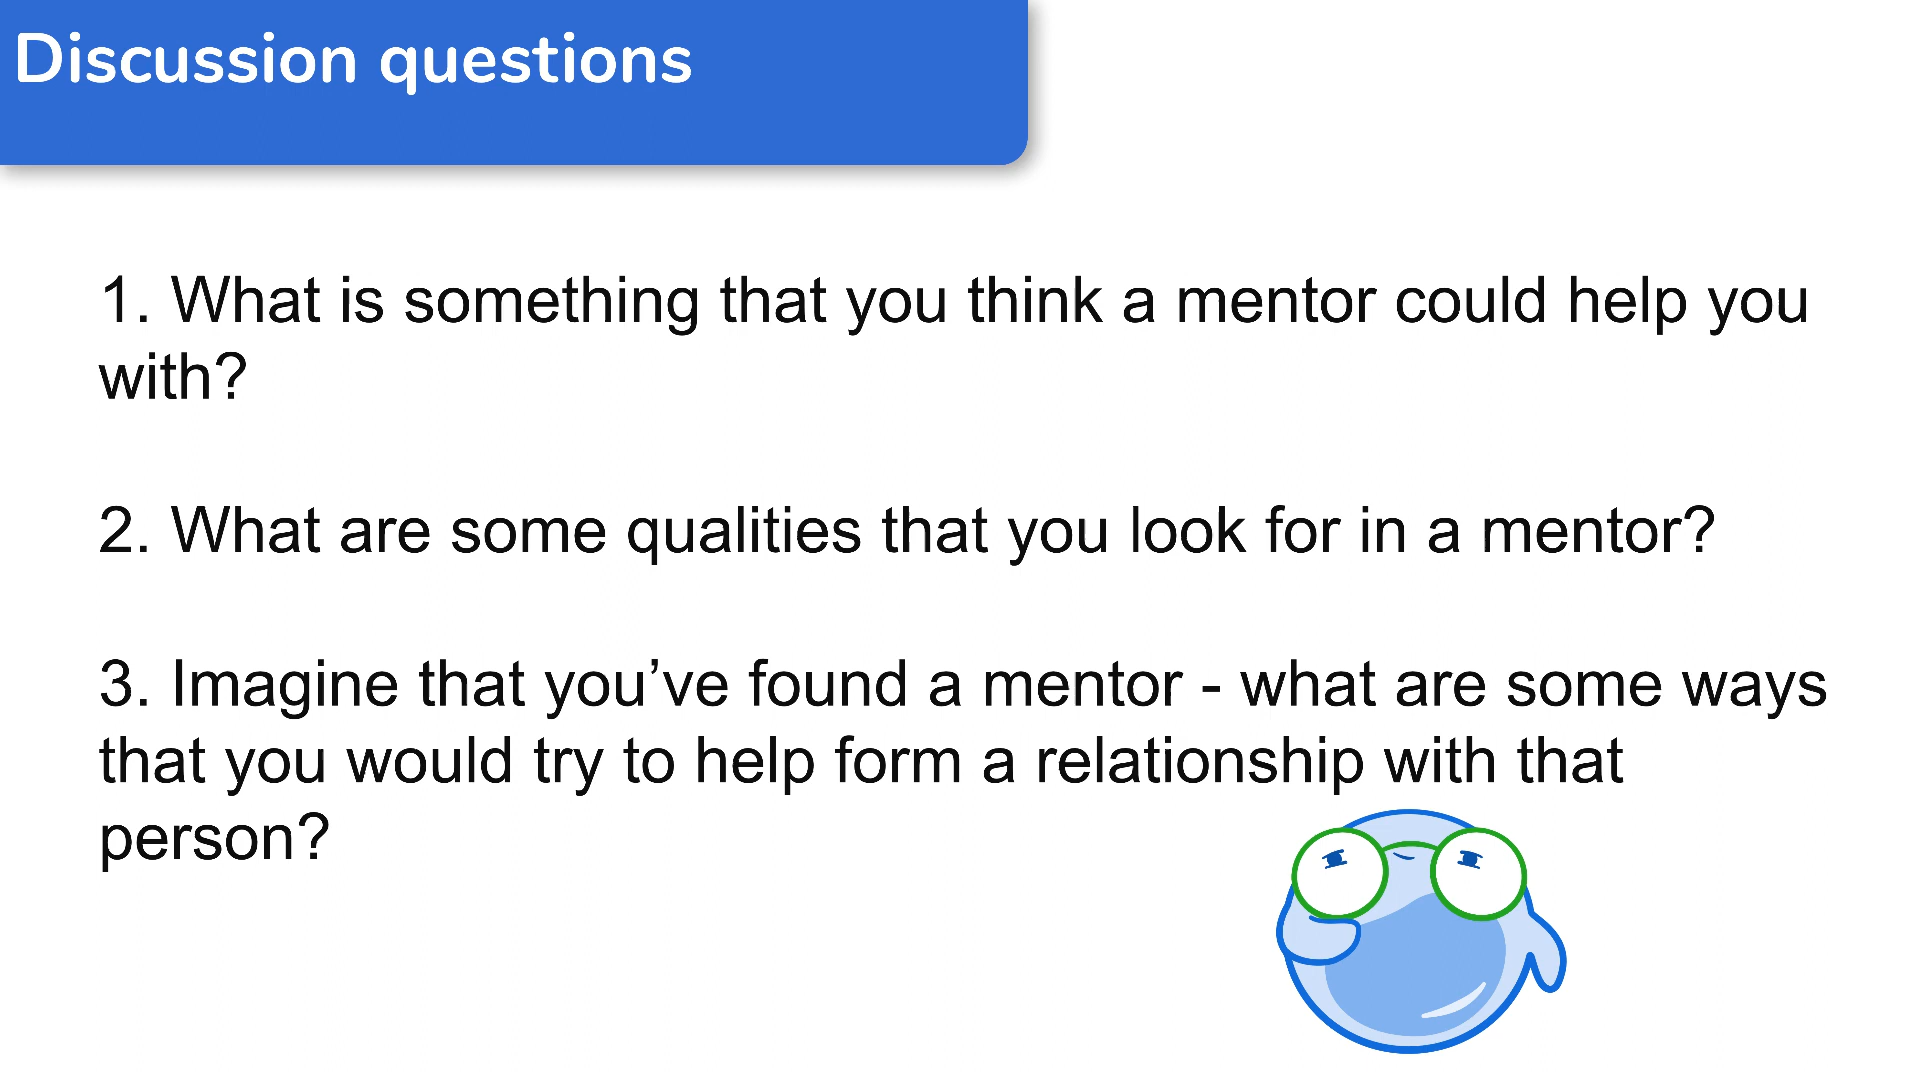 Discussion questions
1. What is something that you think a mentor could help you
with?
2. What are some qualities that you look for in a mentor?
3. Imagine that you’ve found a mentor - what are some ways
that you would try to help form a relationship with that
person?